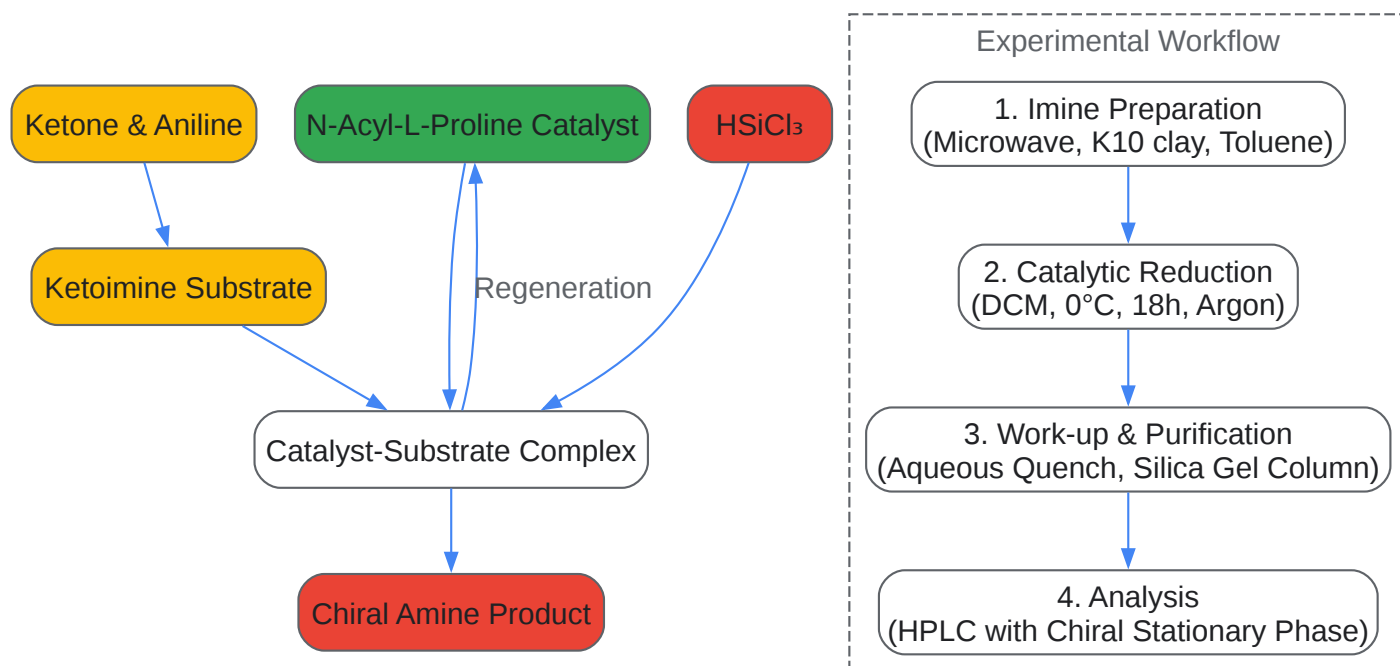 Ketone & Aniline
N-Acyl-L-Proline Catalyst
HSiCl₃
Ketoimine Substrate
Regeneration
Catalyst-Substrate Complex
Chiral Amine Product
Experimental Workflow
1. Imine Preparation
(Microwave, K10 clay, Toluene)
2. Catalytic Reduction
(DCM, 0°C, 18h, Argon)
3. Work-up & Purification
(Aqueous Quench, Silica Gel Column)
4. Analysis
(HPLC with Chiral Stationary Phase)